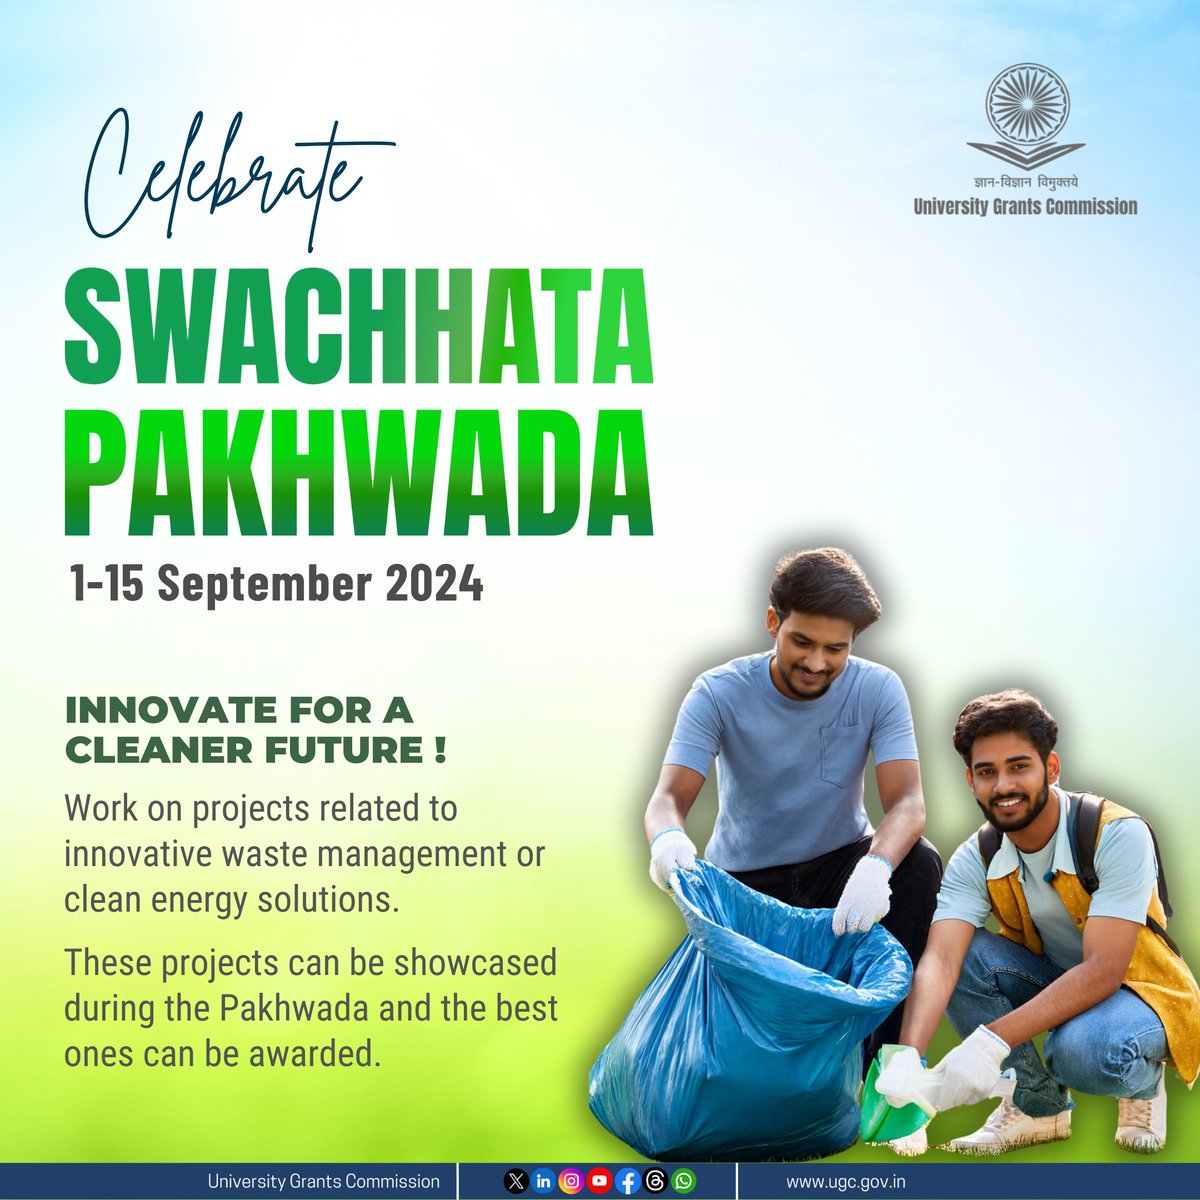 Celebrate
ज्ञान-विज्ञान विमुक्तये
University Grants Commission
SWACHHATA
PAKHWADA
1-15 September 2024
INNOVATE FOR A
CLEANER FUTURE !
Work on projects related to
innovative waste management or
clean energy solutions.
These projects can be showcased
during the Pakhwada and the best
ones can be awarded.
University Grants Commission
www.ugc.gov.in